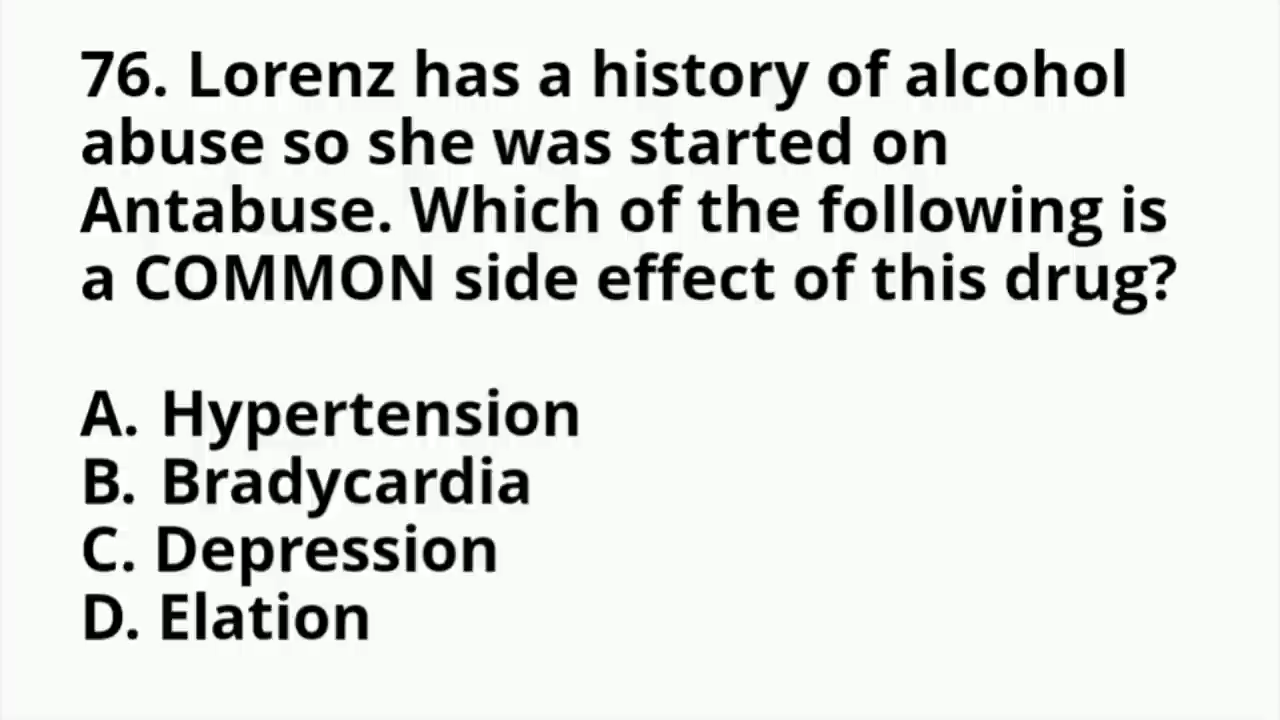 76. Lorenz has a history of alcohol
abuse so she was started on
Antabuse. Which of the following is
a COMMON side effect of this drug?
A. Hypertension
B. Bradycardia
C. Depression
D. Elation